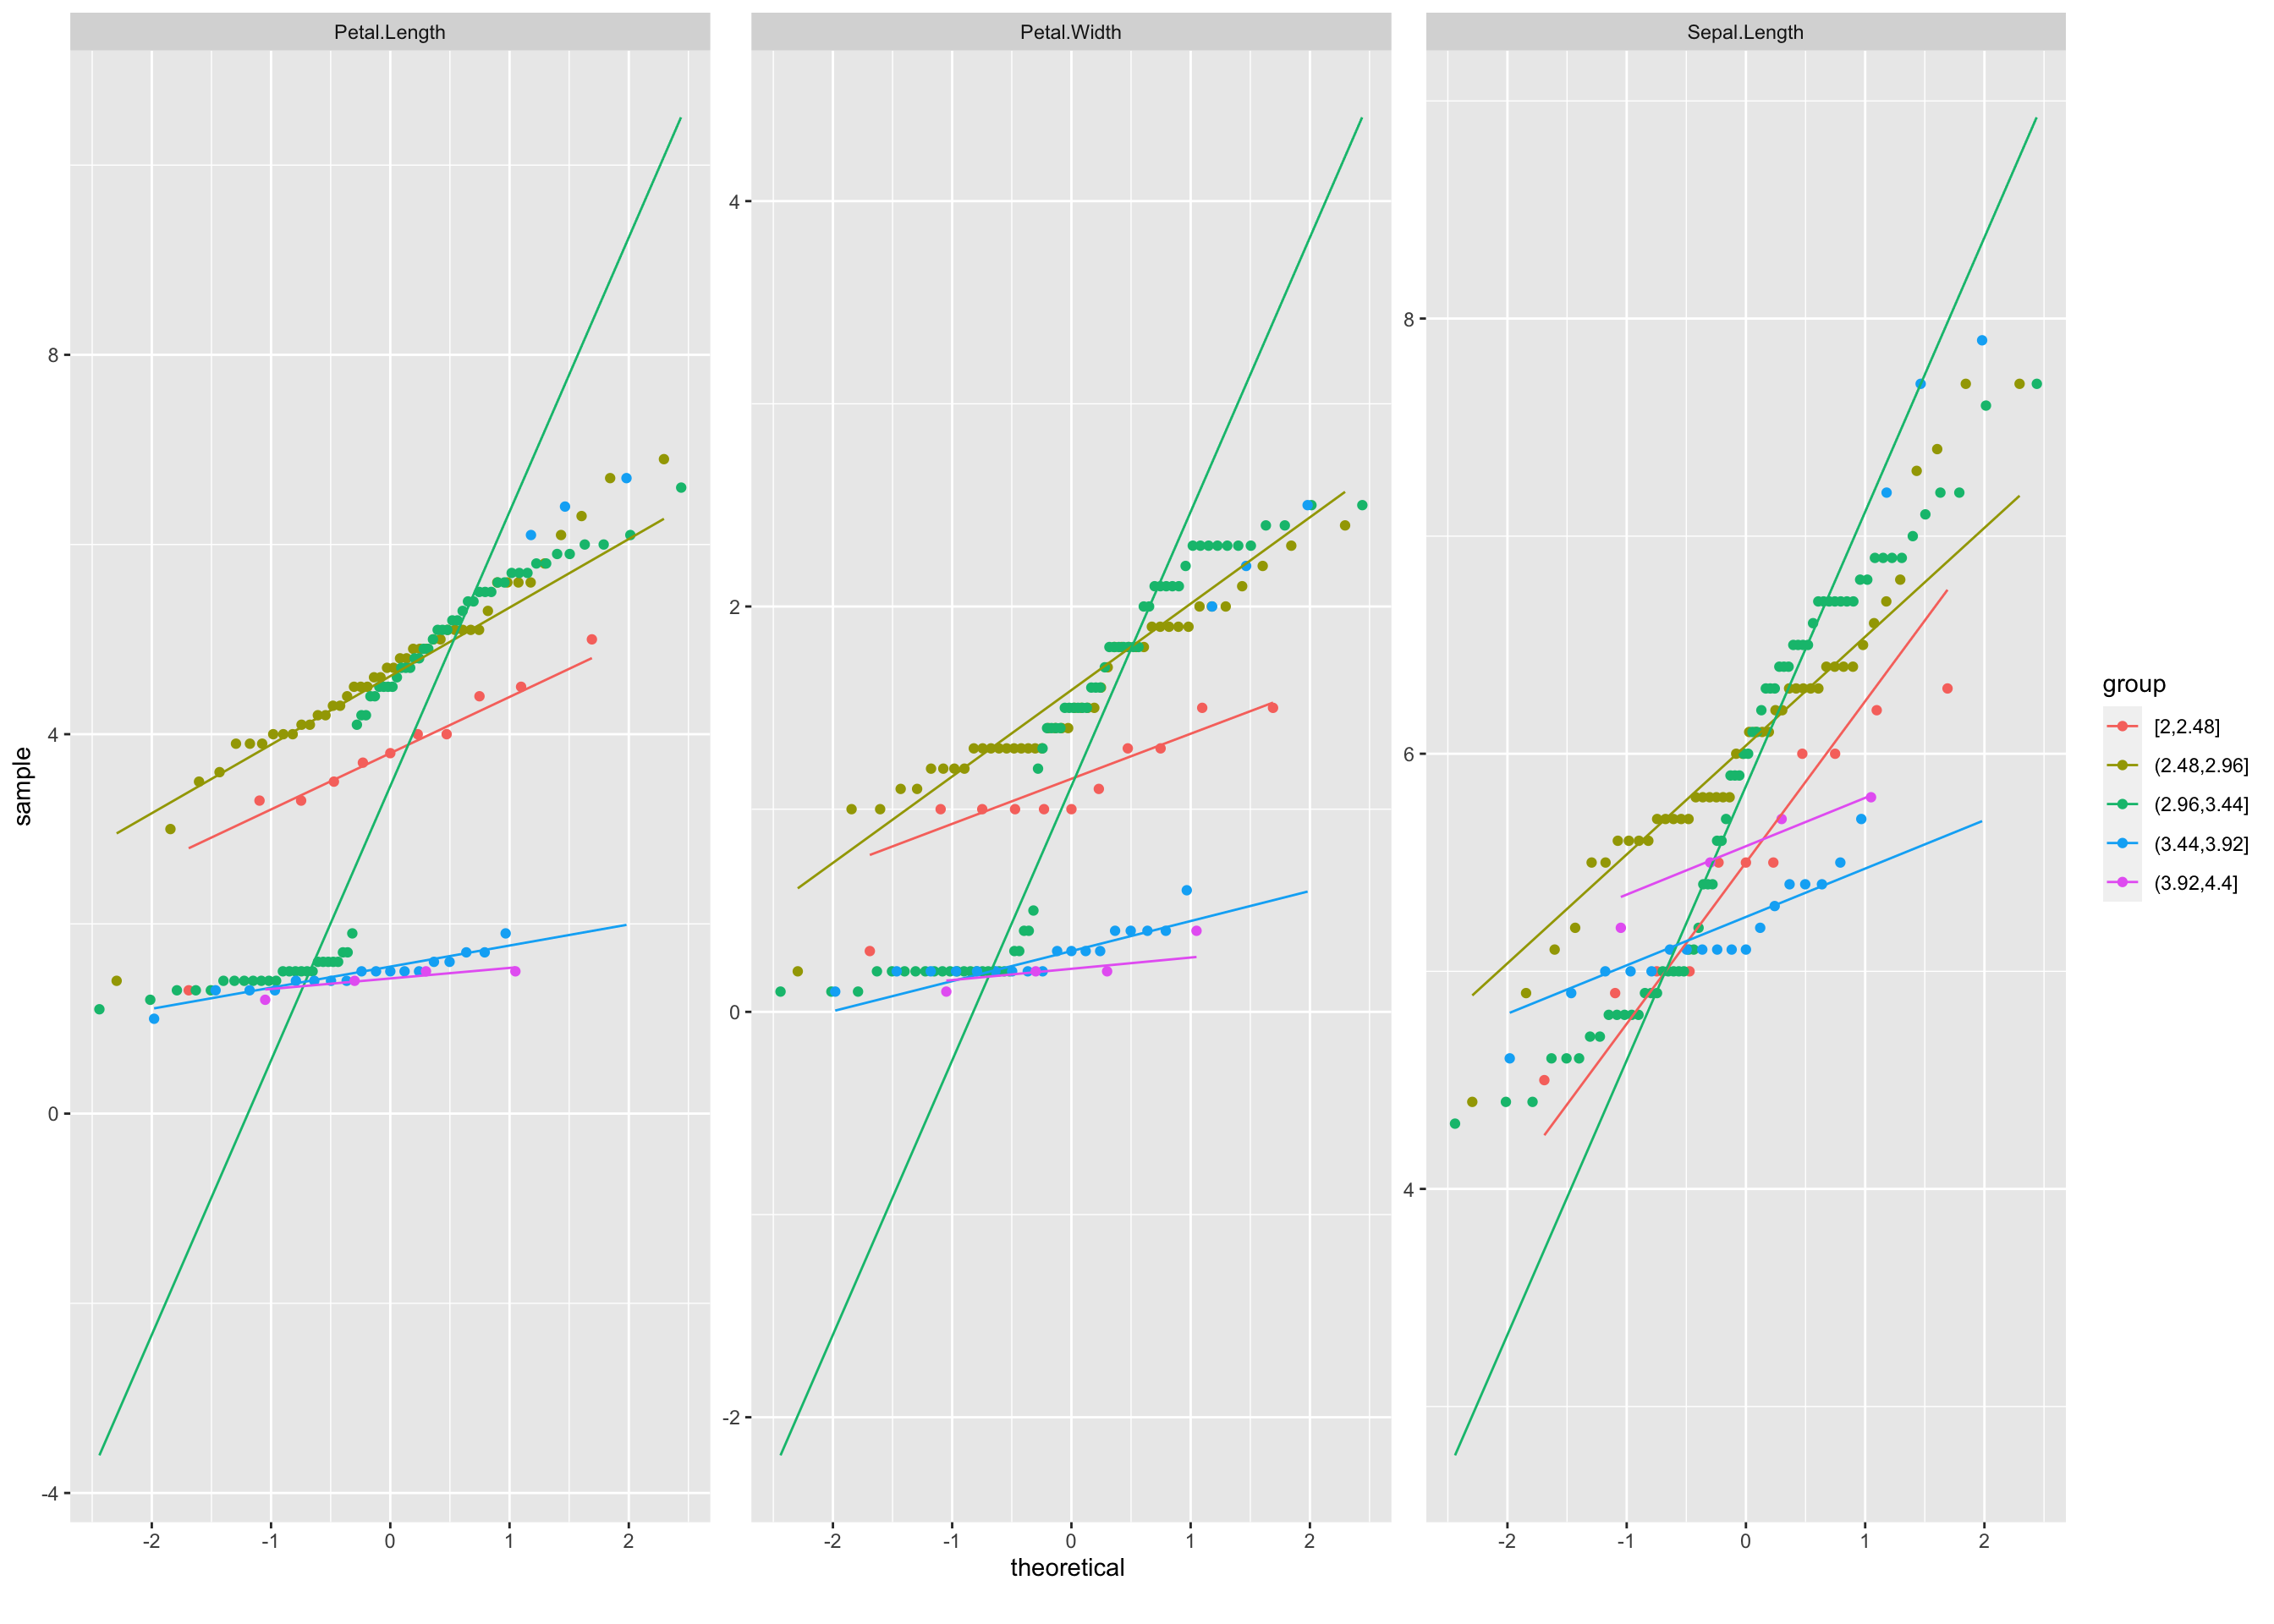 Petal.Length
Petal.Width
Sepal.Length
sample
8
4
0
-4
4
2
0
-2
8
6
4
-2 -1 0 1 2
-2 -1 0 1 2
-2 -1 0 1 2
theoretical
group
[2,2.48]
(2.48,2.96]
(2.96,3.44]
(3.44,3.92]
(3.92,4.4]